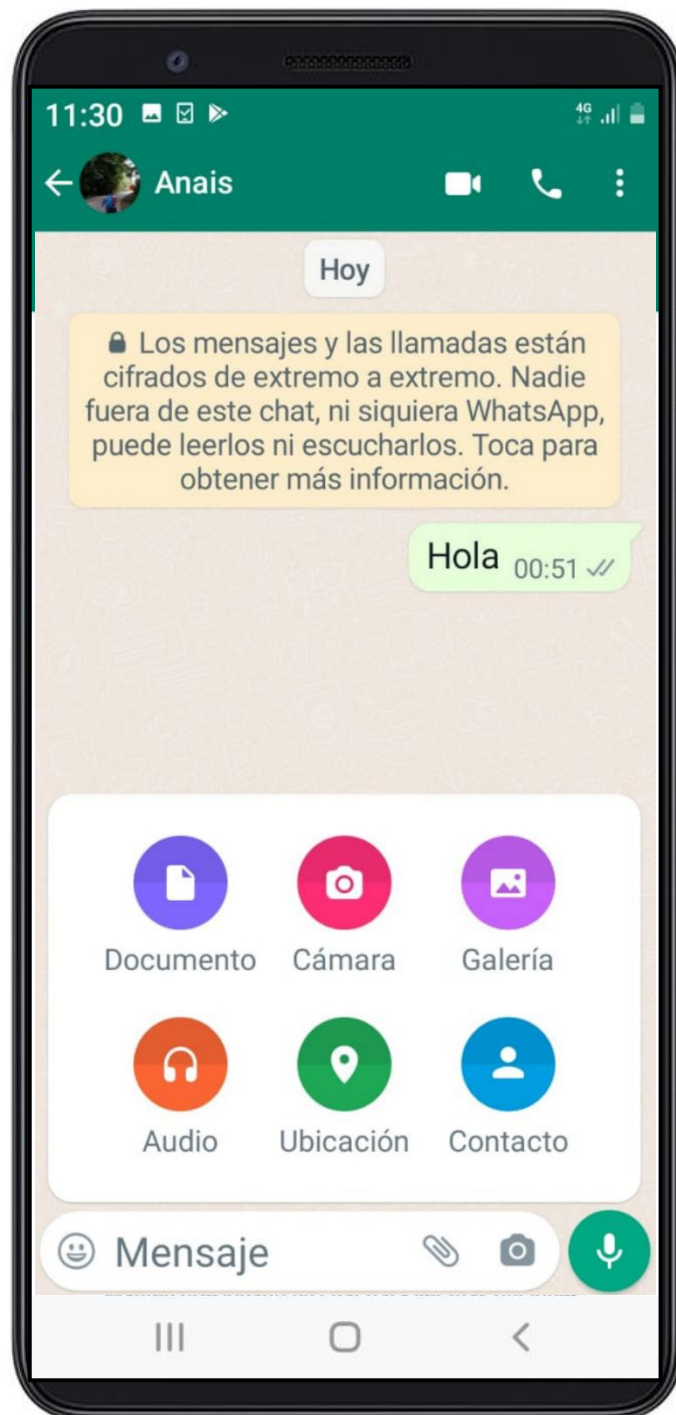 11:30
4G
Anais
Hoy
Los mensajes y las llamadas están
cifrados de extremo a extremo. Nadie
fuera de este chat, ni siquiera WhatsApp,
puede leerlos ni escucharlos. Toca para
obtener más información.
Hola 00:51
Documento Cámara Galería
Audio Ubicación Contacto
Mensaje